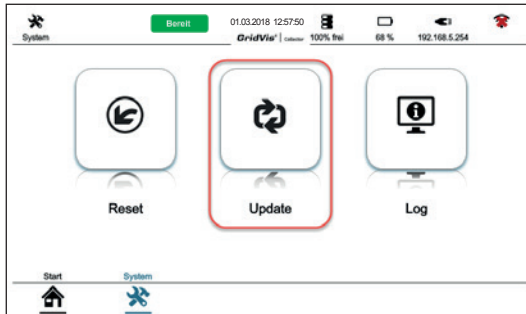 Bereit 01.03.2018 12:57:50
System GridVis® | Collector 100% frei 68 % 192.168.5.254
Reset Update Log
Start System